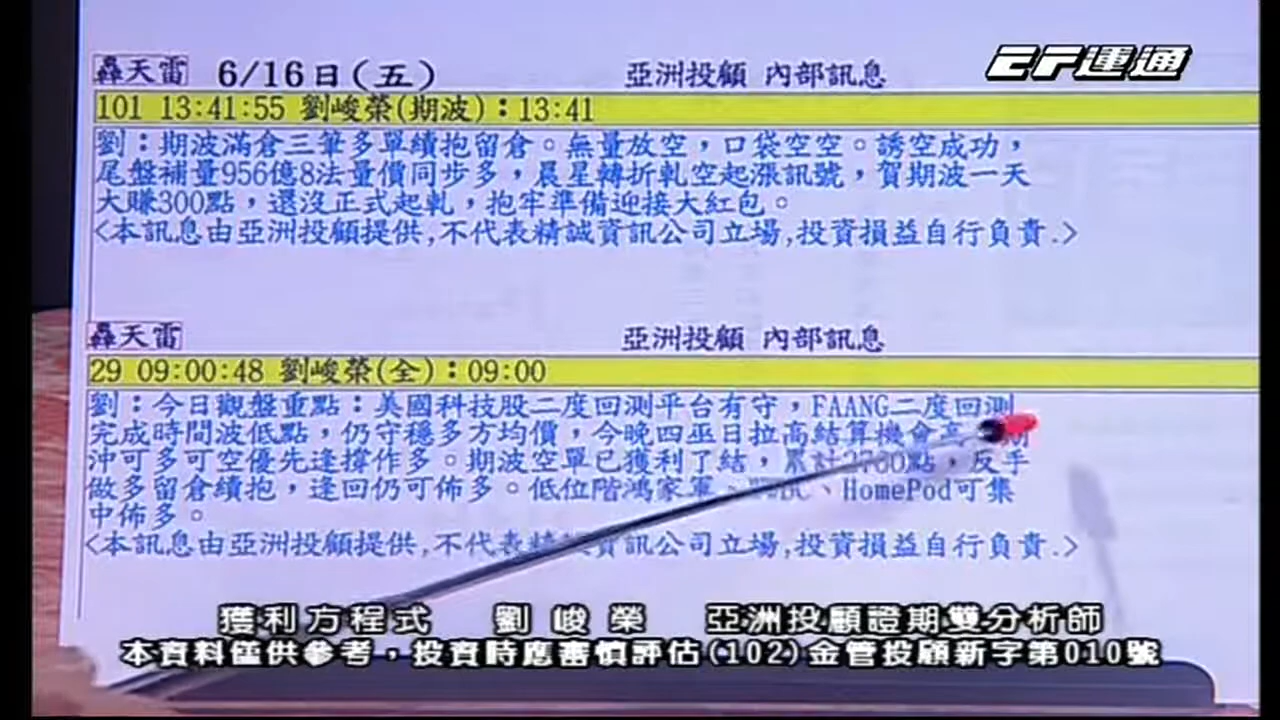 轟天雷 6/16日(五) 亞洲投顧 內部訊息 EF運通
101 13:41:55 劉峻榮(期波)：13:41
劉：期波滿倉三筆多單續抱留倉。無量放空，口袋空空。誘空成功，
尾盤補量956億8法量價同步多，晨星轉折軋空起漲訊號，賀期波一天
大賺300點，還沒正式起軋，抱牢準備迎接大紅包。
<本訊息由亞洲投顧提供,不代表精誠資訊公司立場,投資損益自行負責.>
轟天雷 亞洲投顧 內部訊息
29 09:00:48 劉峻榮(全)：09:00
劉：今日觀盤重點：美國科技股二度回測平台有守，FAANG二度回測
完成時間波低點，仍守穩多方均價，今晚四巫日拉高結算機會高 期
沖可多可空優先逢撐作多。期波空單已獲利了結，累計2760點，反手
做多留倉續抱，逢回仍可佈多。低位階鴻家軍、 、HomePod可集
中佈多。
<本訊息由亞洲投顧提供,不代表精誠資訊公司立場,投資損益自行負責.>
獲利方程式 劉峻榮 亞洲投顧證期雙分析師
本資料僅供參考，投資時應審慎評估(102)金管投顧新字第010號